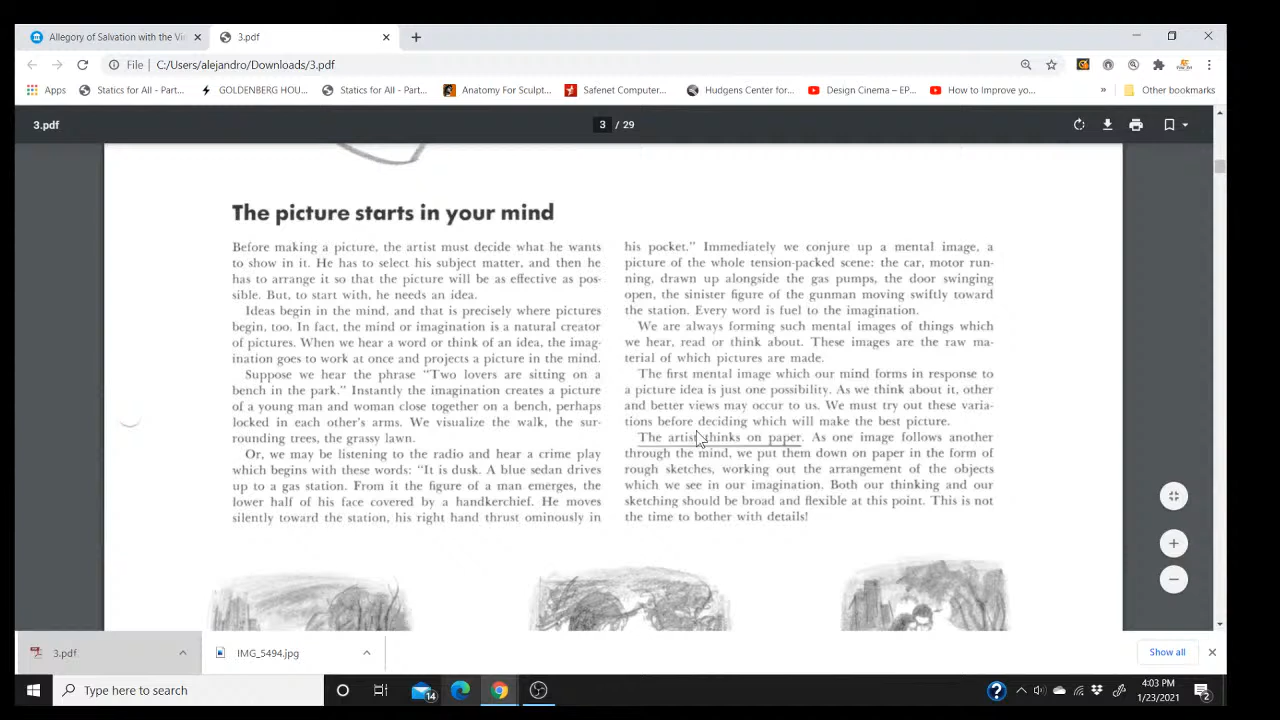 Allegory of Salvation with the Vi
3.pdf
File | C:/Users/alejandro/Downloads/3.pdf
Apps
Statics for All - Part...
GOLDENBERG HOU...
Statics for All - Part...
Anatomy For Sculpt...
Safenet Computer...
Hudgens Center for...
Design Cinema – EP...
How to Improve yo...
»
Other bookmarks
3.pdf
3 / 29
The picture starts in your mind
Before making a picture, the artist must decide what he wants
to show in it. He has to select his subject matter, and then he
has to arrange it so that the picture will be as effective as pos-
sible. But, to start with, he needs an idea.
Ideas begin in the mind, and that is precisely where pictures
begin, too. In fact, the mind or imagination is a natural creator
of pictures. When we hear a word or think of an idea, the imag-
ination goes to work at once and projects a picture in the mind.
Suppose we hear the phrase “Two lovers are sitting on a
bench in the park.” Instantly the imagination creates a picture
of a young man and woman close together on a bench, perhaps
locked in each other's arms. We visualize the walk, the sur-
rounding trees, the grassy lawn.
Or, we may be listening to the radio and hear a crime play
which begins with these words: “It is dusk. A blue sedan drives
up to a gas station. From it the figure of a man emerges, the
lower half of his face covered by a handkerchief. He moves
silently toward the station, his right hand thrust ominously in
his pocket.” Immediately we conjure up a mental image, a
picture of the whole tension-packed scene: the car, motor run-
ning, drawn up alongside the gas pumps, the door swinging
open, the sinister figure of the gunman moving swiftly toward
the station. Every word is fuel to the imagination.
We are always forming such mental images of things which
we hear, read or think about. These images are the raw ma-
terial of which pictures are made.
The first mental image which our mind forms in response to
a picture idea is just one possibility. As we think about it, other
and better views may occur to us. We must try out these varia-
tions before deciding which will make the best picture.
The artist thinks on paper. As one image follows another
through the mind, we put them down on paper in the form of
rough sketches, working out the arrangement of the objects
which we see in our imagination. Both our thinking and our
sketching should be broad and flexible at this point. This is not
the time to bother with details!
3.pdf
IMG_5494.jpg
Show all
Type here to search
14
4:03 PM
1/23/2021
2